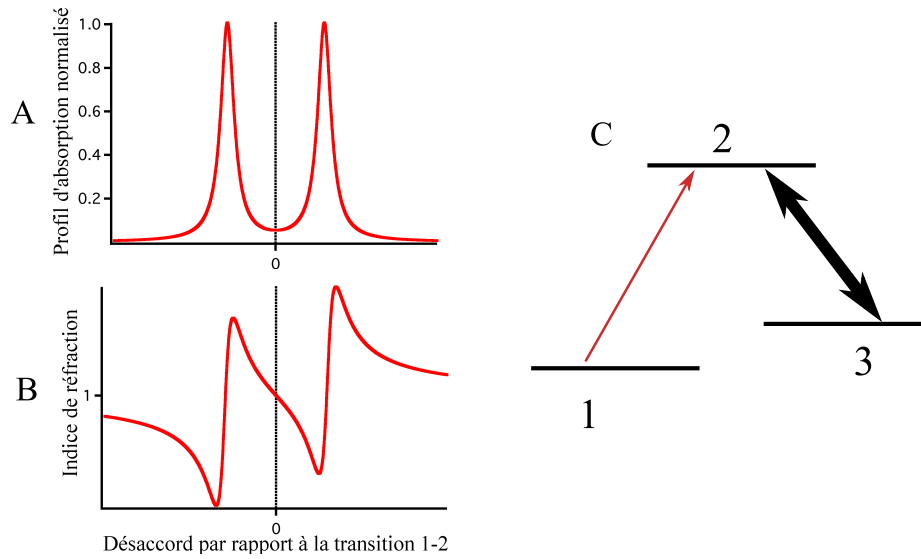 A
Profil d'absorption normalisé
1.0
0.8
0.6
0.4
0.2
0
B
Indice de réfraction
1
0
Désaccord par rapport à la transition 1-2
C
2
3
1